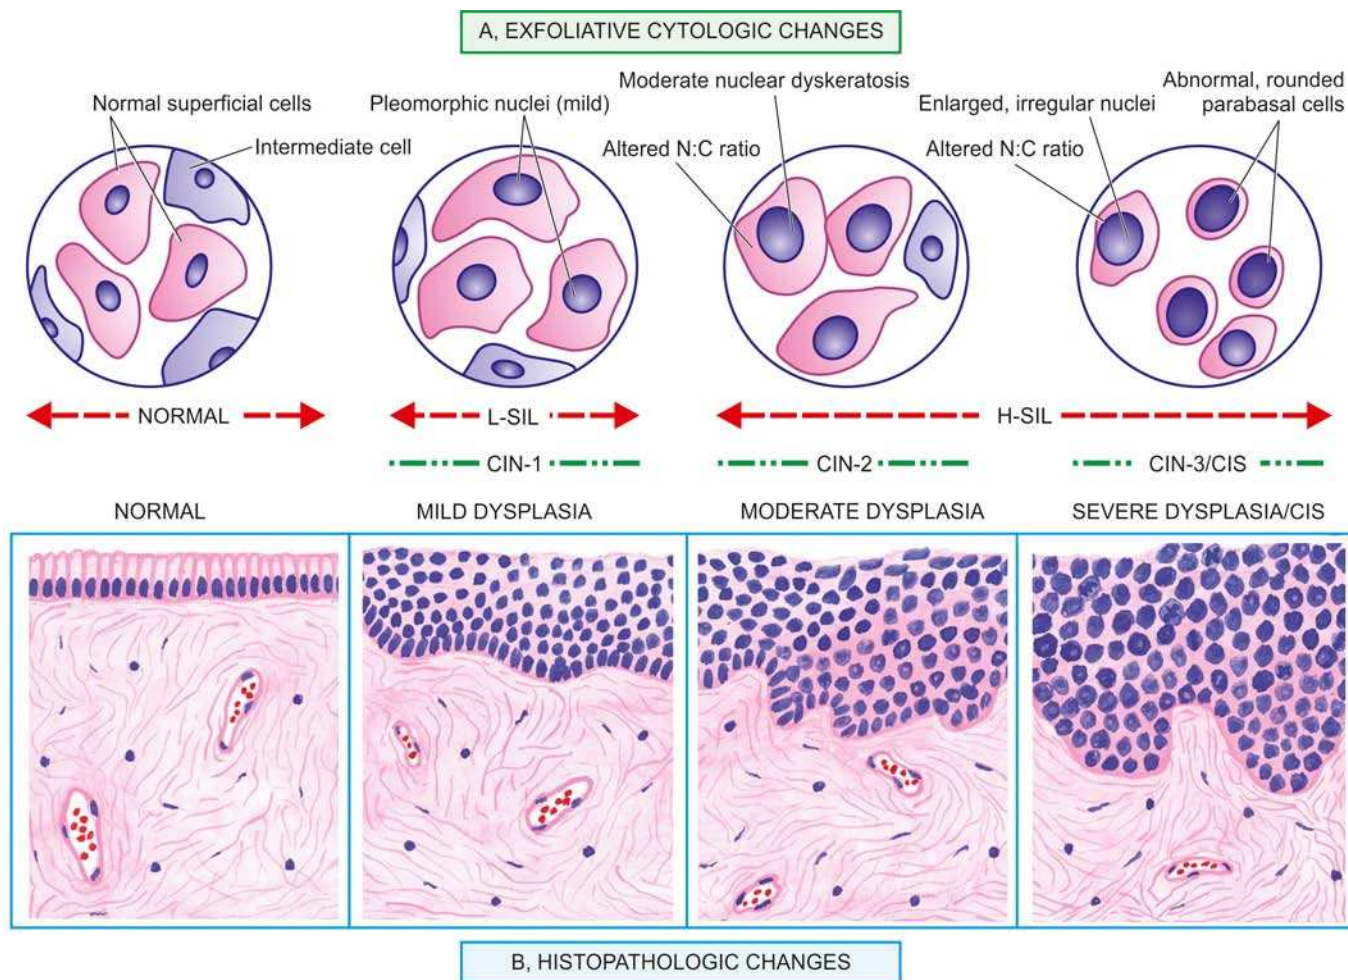 A, EXFOLIATIVE CYTOLOGIC CHANGES
Normal superficial cells
Intermediate cell
Pleomorphic nuclei (mild)
Moderate nuclear dyskeratosis
Altered N:C ratio
Enlarged, irregular nuclei
Altered N:C ratio
Abnormal, rounded
parabasal cells
NORMAL
L-SIL
H-SIL
CIN-1
CIN-2
CIN-3/CIS
NORMAL
MILD DYSPLASIA
MODERATE DYSPLASIA
SEVERE DYSPLASIA/CIS
B, HISTOPATHOLOGIC CHANGES